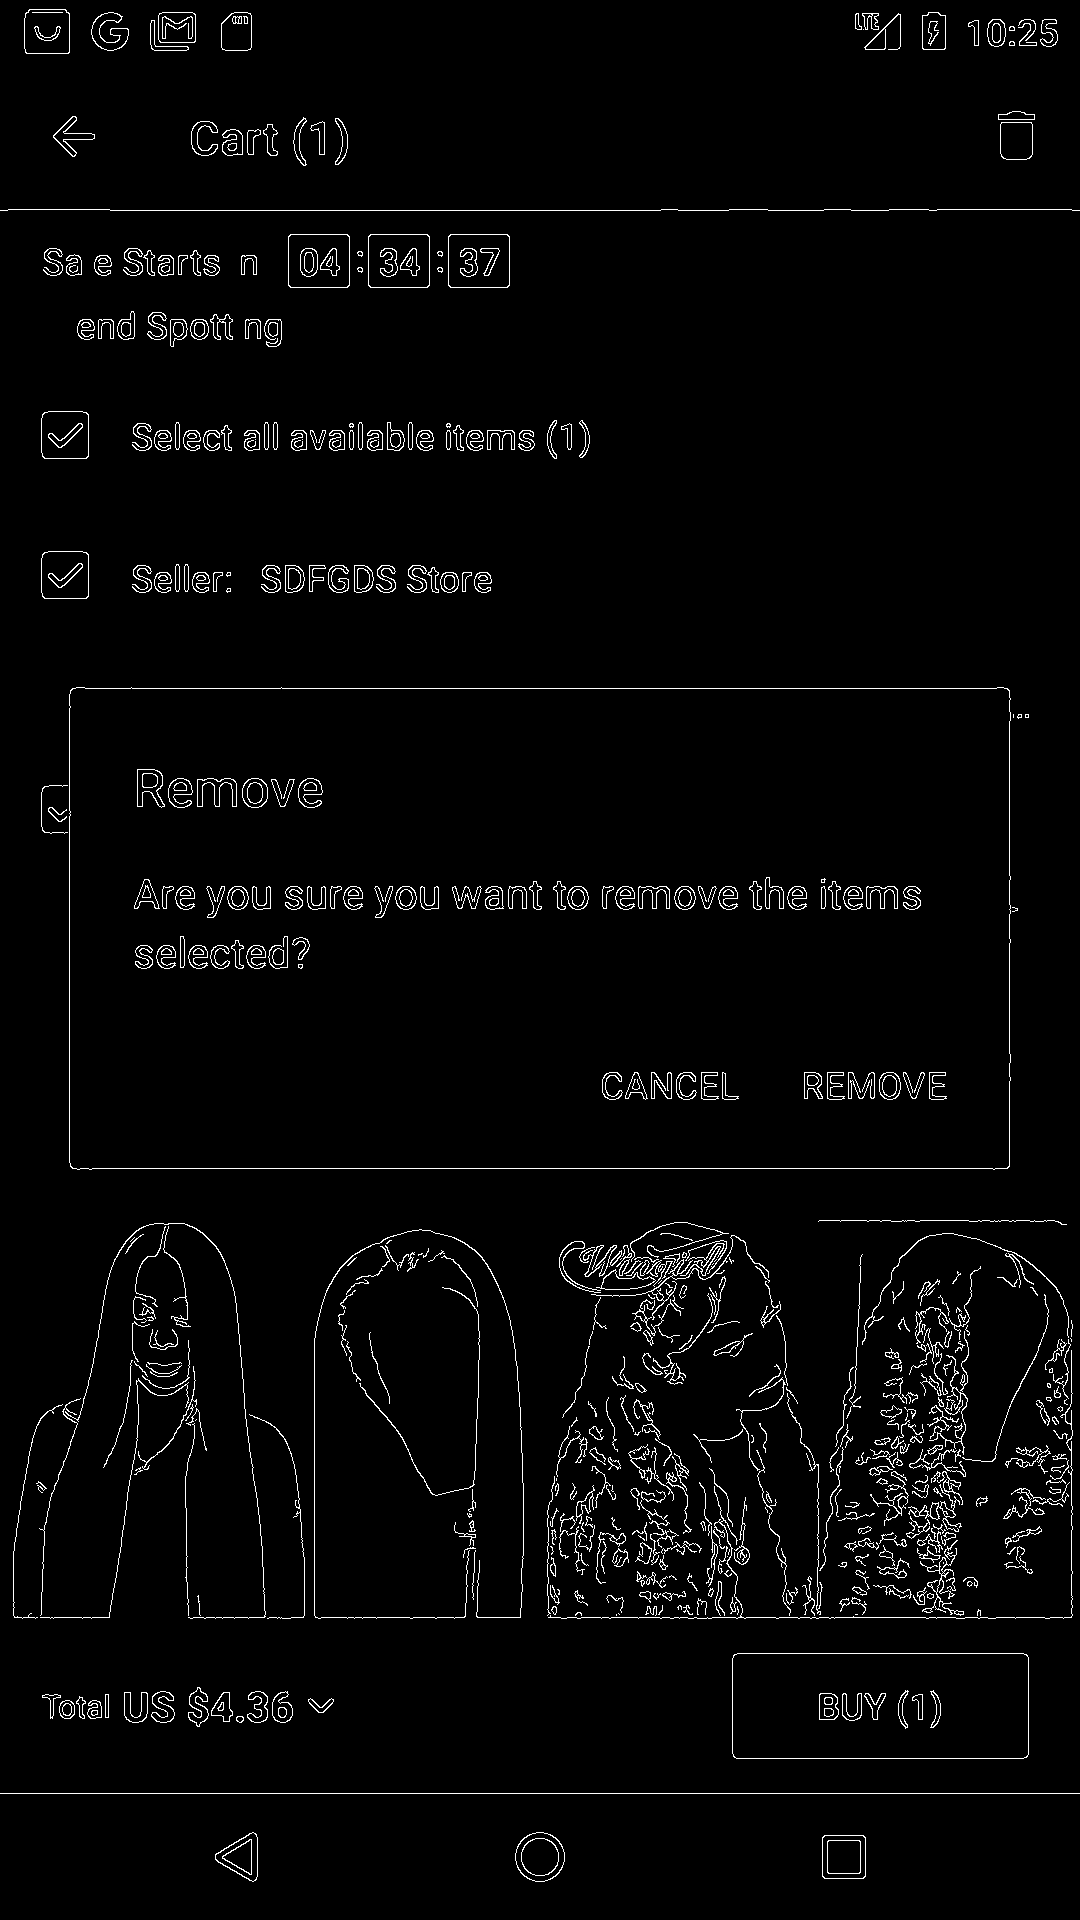 LTE 10:25
Cart (1)
Sa e Starts n 04:34:37
end Spott ng
Select all available items (1)
Seller: SDFGDS Store
Remove
Are you sure you want to remove the items
selected?
CANCEL REMOVE
Wingirl
Total US $4.36
BUY (1)